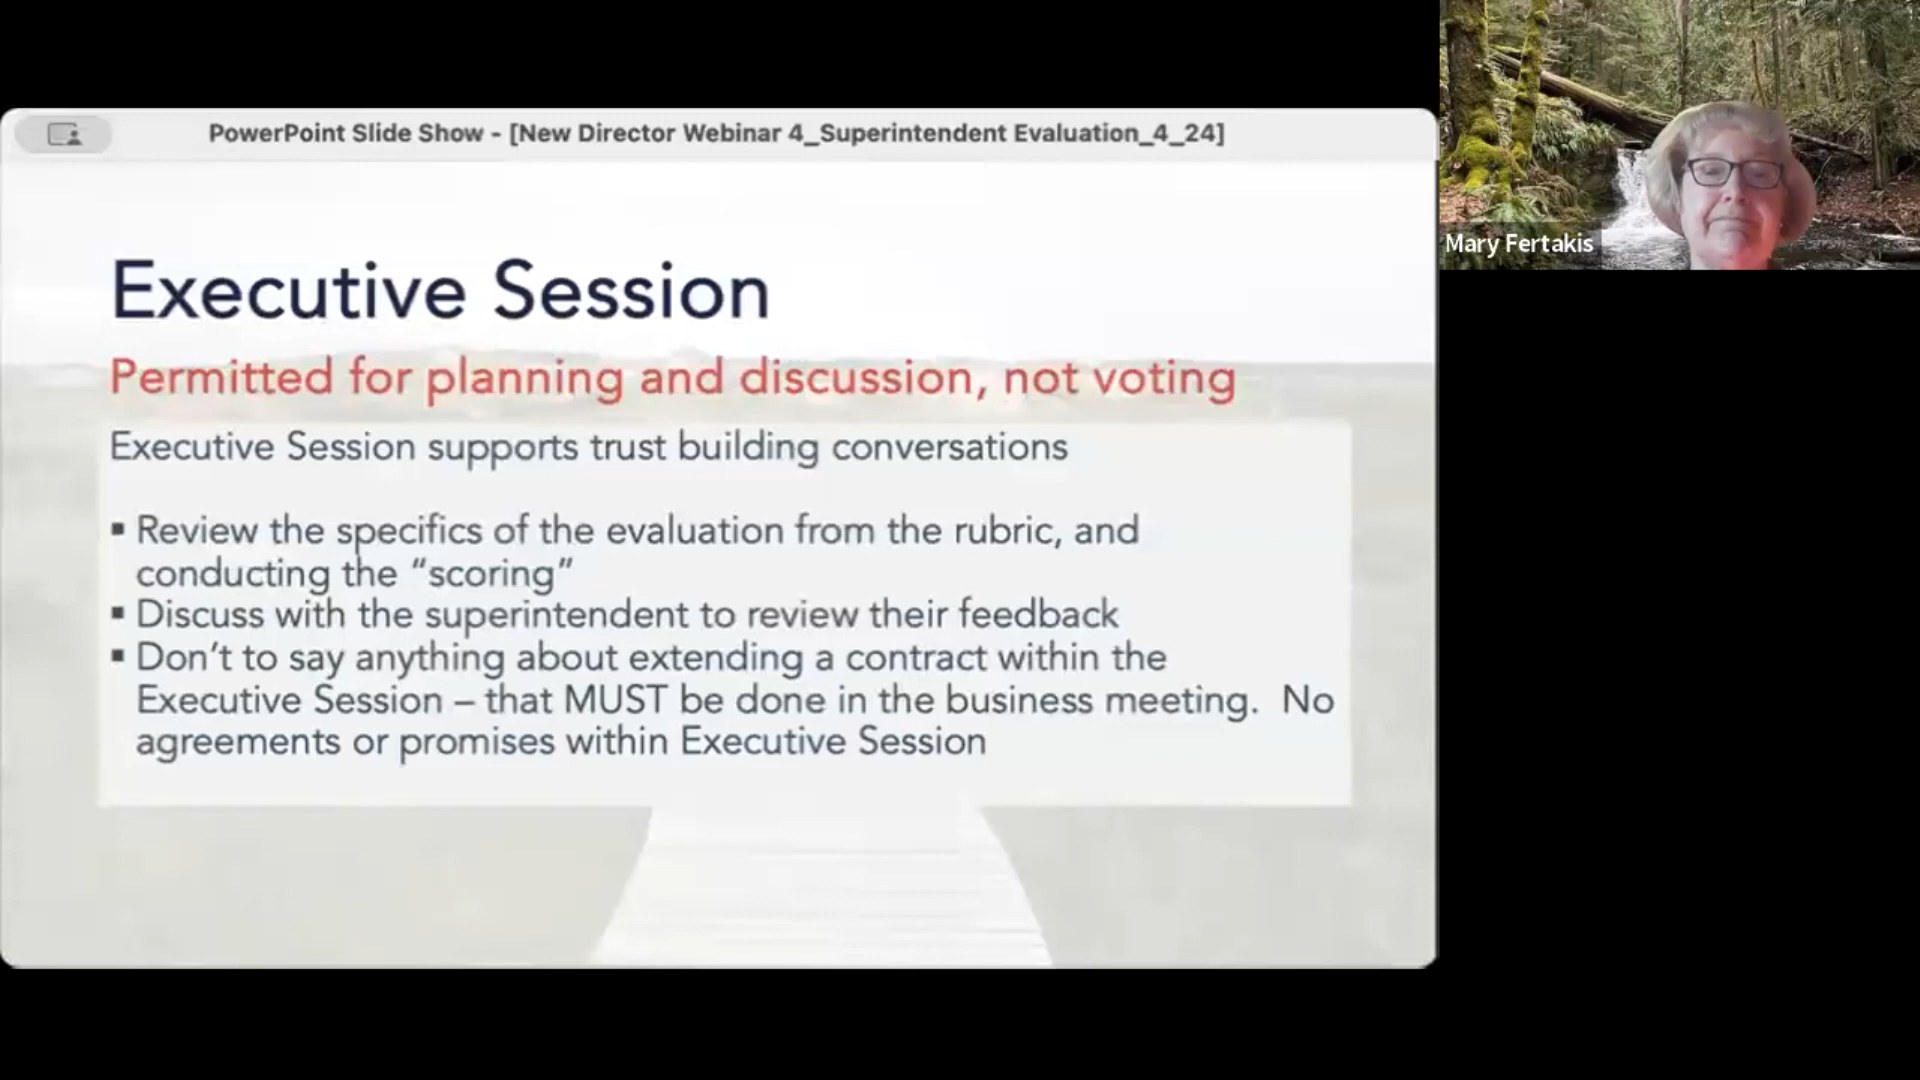 PowerPoint Slide Show - [New Director Webinar 4_Superintendent Evaluation_4_24]
Mary Fertakis
Executive Session
Permitted for planning and discussion, not voting
Executive Session supports trust building conversations
▪ Review the specifics of the evaluation from the rubric, and
conducting the “scoring”
▪ Discuss with the superintendent to review their feedback
▪ Don’t to say anything about extending a contract within the
Executive Session – that MUST be done in the business meeting.  No
agreements or promises within Executive Session